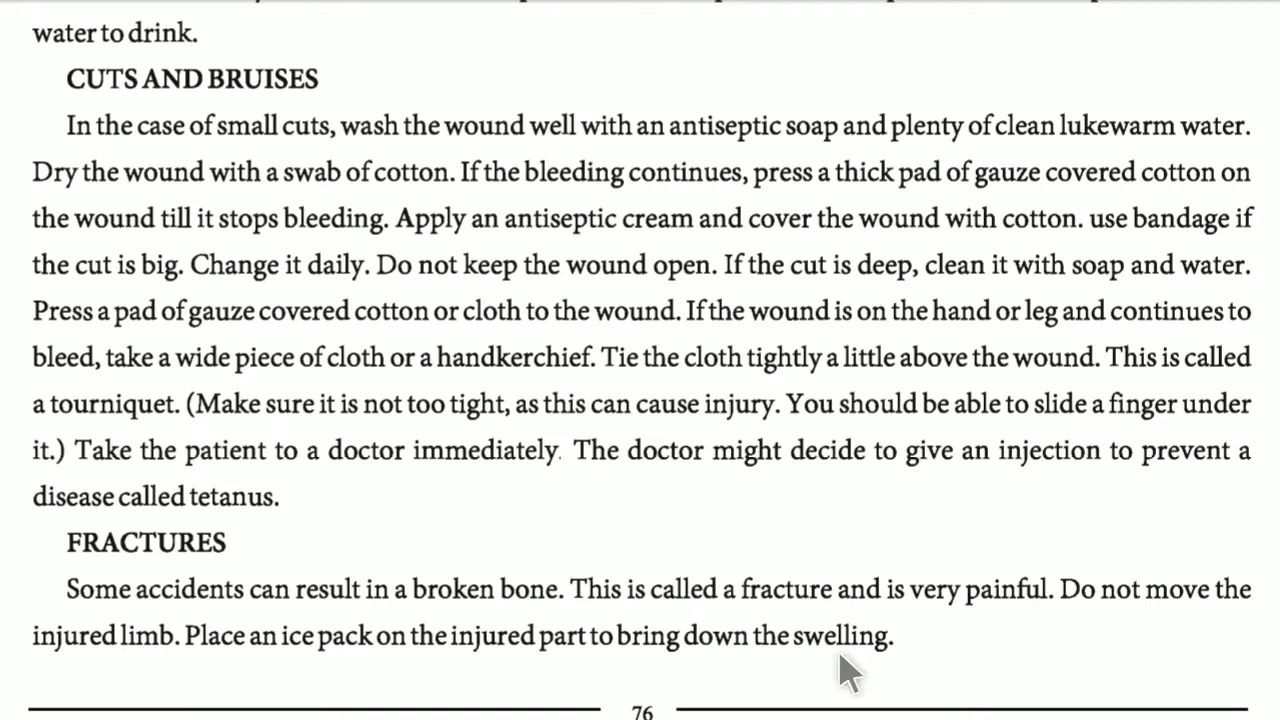 water to drink.
CUTS AND BRUISES
In the case of small cuts, wash the wound well with an antiseptic soap and plenty of clean lukewarm water.
Dry the wound with a swab of cotton. If the bleeding continues, press a thick pad of gauze covered cotton on
the wound till it stops bleeding. Apply an antiseptic cream and cover the wound with cotton. use bandage if
the cut is big. Change it daily. Do not keep the wound open. If the cut is deep, clean it with soap and water.
Press a pad of gauze covered cotton or cloth to the wound. If the wound is on the hand or leg and continues to
bleed, take a wide piece of cloth or a handkerchief. Tie the cloth tightly a little above the wound. This is called
a tourniquet. (Make sure it is not too tight, as this can cause injury. You should be able to slide a finger under
it.) Take the patient to a doctor immediately. The doctor might decide to give an injection to prevent a
disease called tetanus.
FRACTURES
Some accidents can result in a broken bone. This is called a fracture and is very painful. Do not move the
injured limb. Place an ice pack on the injured part to bring down the swelling.
76